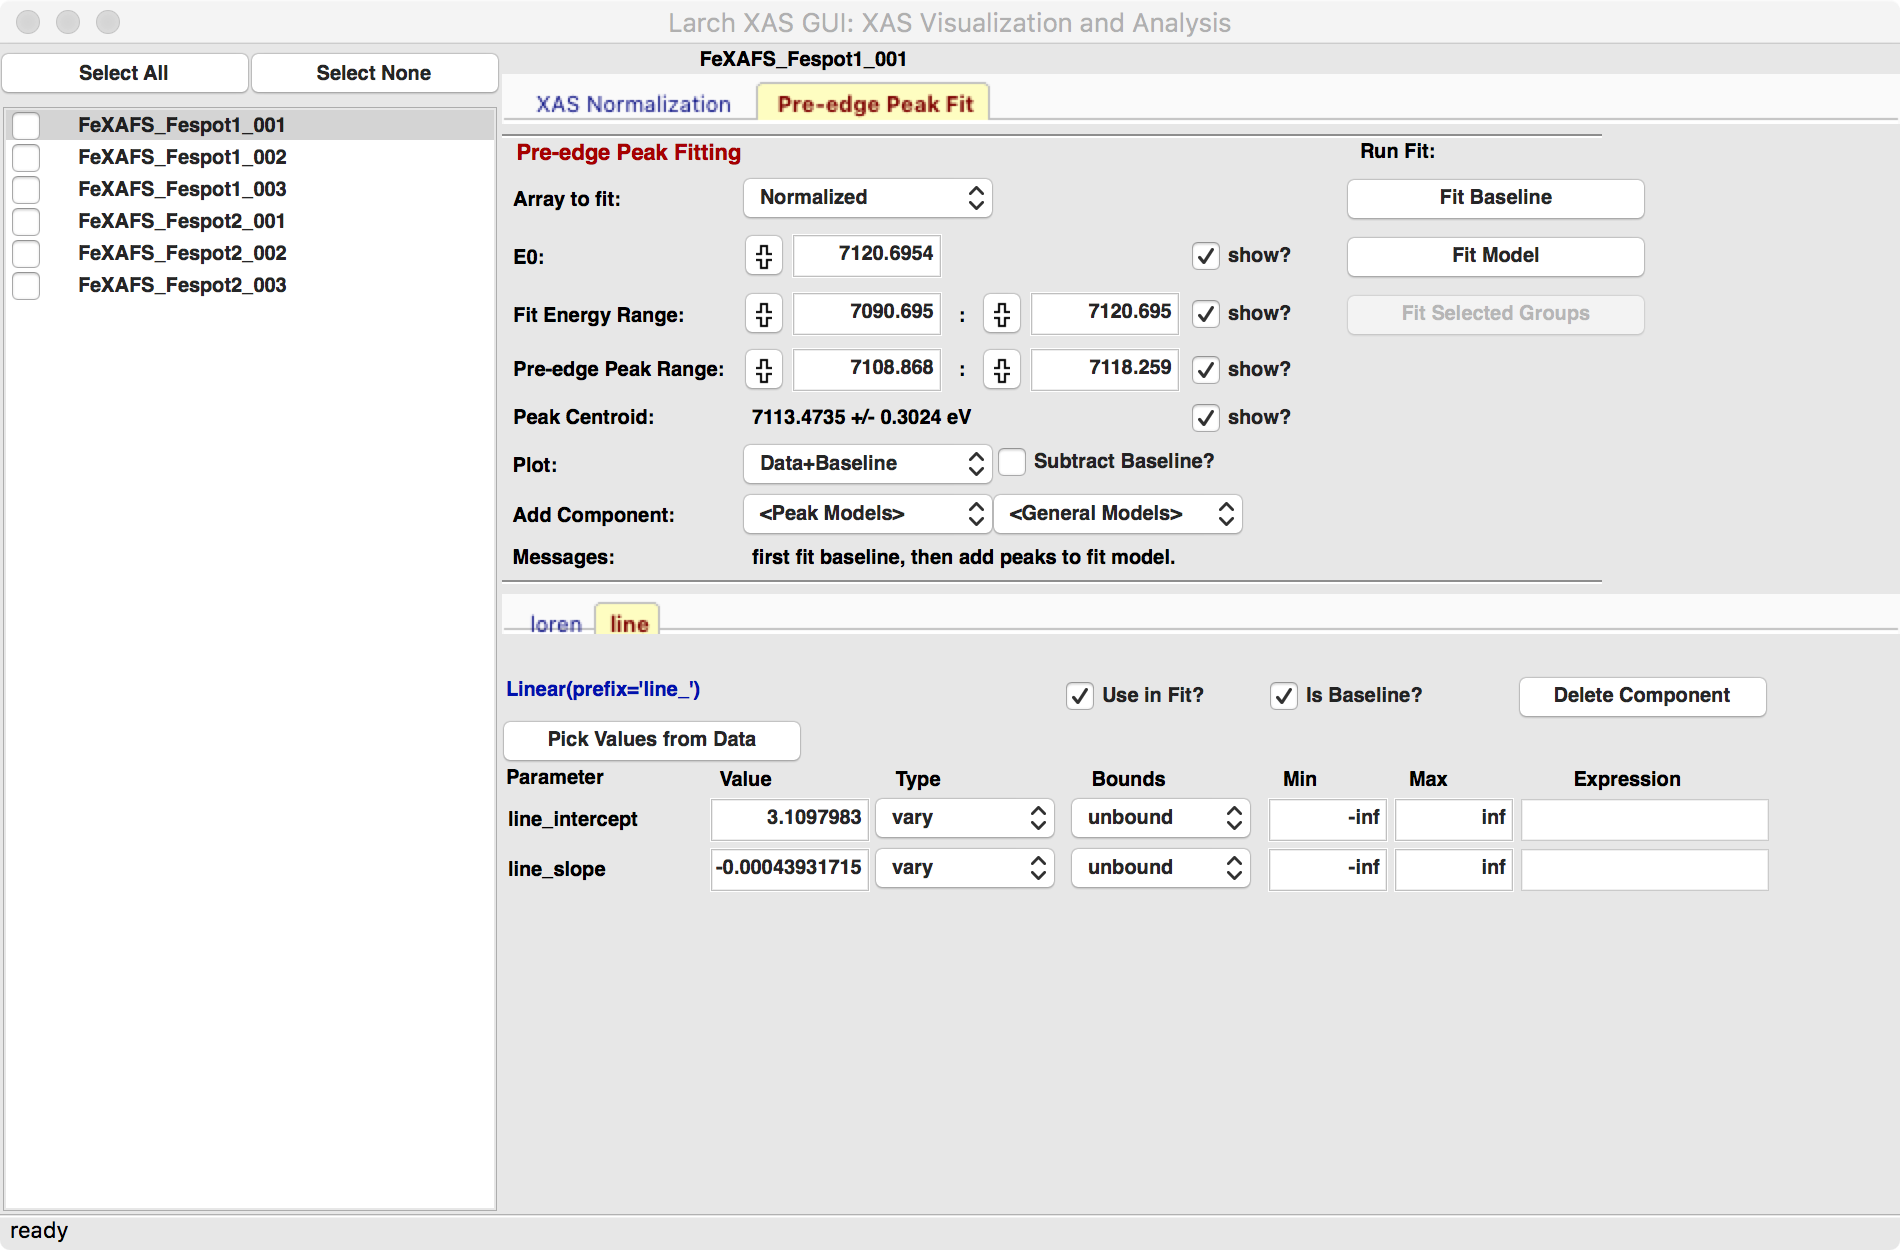 Larch XAS GUI: XAS Visualization and Analysis
Select All Select None
FeXAFS_Fespot1_001
FeXAFS_Fespot1_002
FeXAFS_Fespot1_003
FeXAFS_Fespot2_001
FeXAFS_Fespot2_002
FeXAFS_Fespot2_003
FeXAFS_Fespot1_001
XAS Normalization Pre-edge Peak Fit
Pre-edge Peak Fitting Run Fit:
Array to fit: Normalized Fit Baseline
E0: 7120.6954 show? Fit Model
Fit Energy Range: 7090.695 : 7120.695 show? Fit Selected Groups
Pre-edge Peak Range: 7108.868 : 7118.259 show?
Peak Centroid: 7113.4735 +/- 0.3024 eV show?
Plot: Data+Baseline Subtract Baseline?
Add Component: <Peak Models> <General Models>
Messages: first fit baseline, then add peaks to fit model.
loren line
Linear(prefix='line_') Use in Fit? Is Baseline? Delete Component
Pick Values from Data
Parameter Value Type Bounds Min Max Expression
line_intercept 3.1097983 vary unbound -inf inf
line_slope -0.00043931715 vary unbound -inf inf
ready